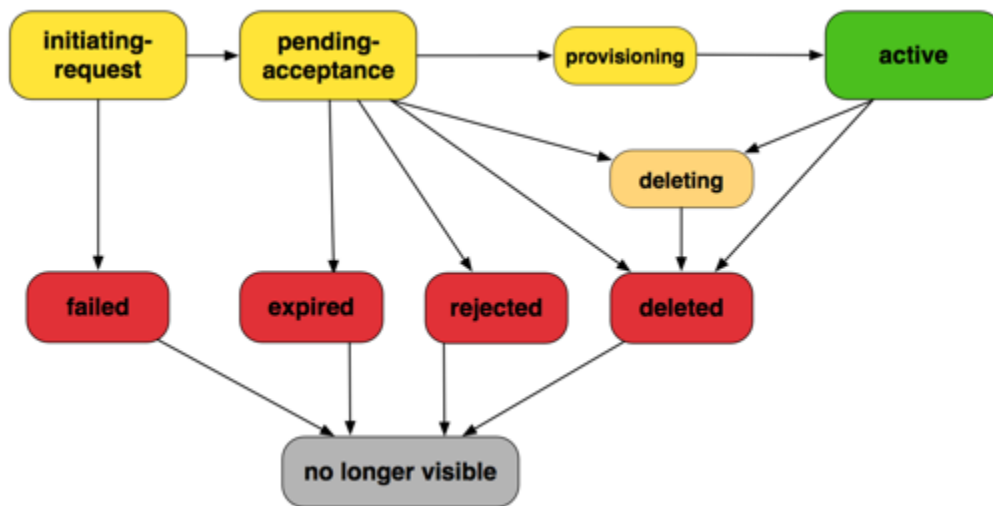 initiating-
request
pending-
acceptance
provisioning
active
deleting
failed
expired
rejected
deleted
no longer visible